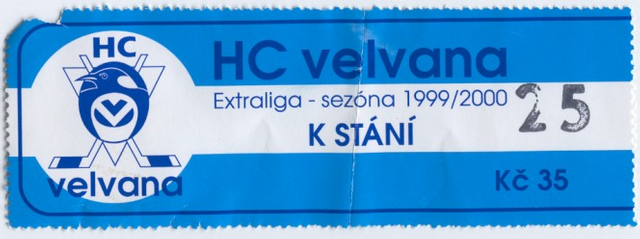 HC
velvana
HC velvana
Extraliga - sezóna 1999/2000
25
K STÁNÍ
Kč 35